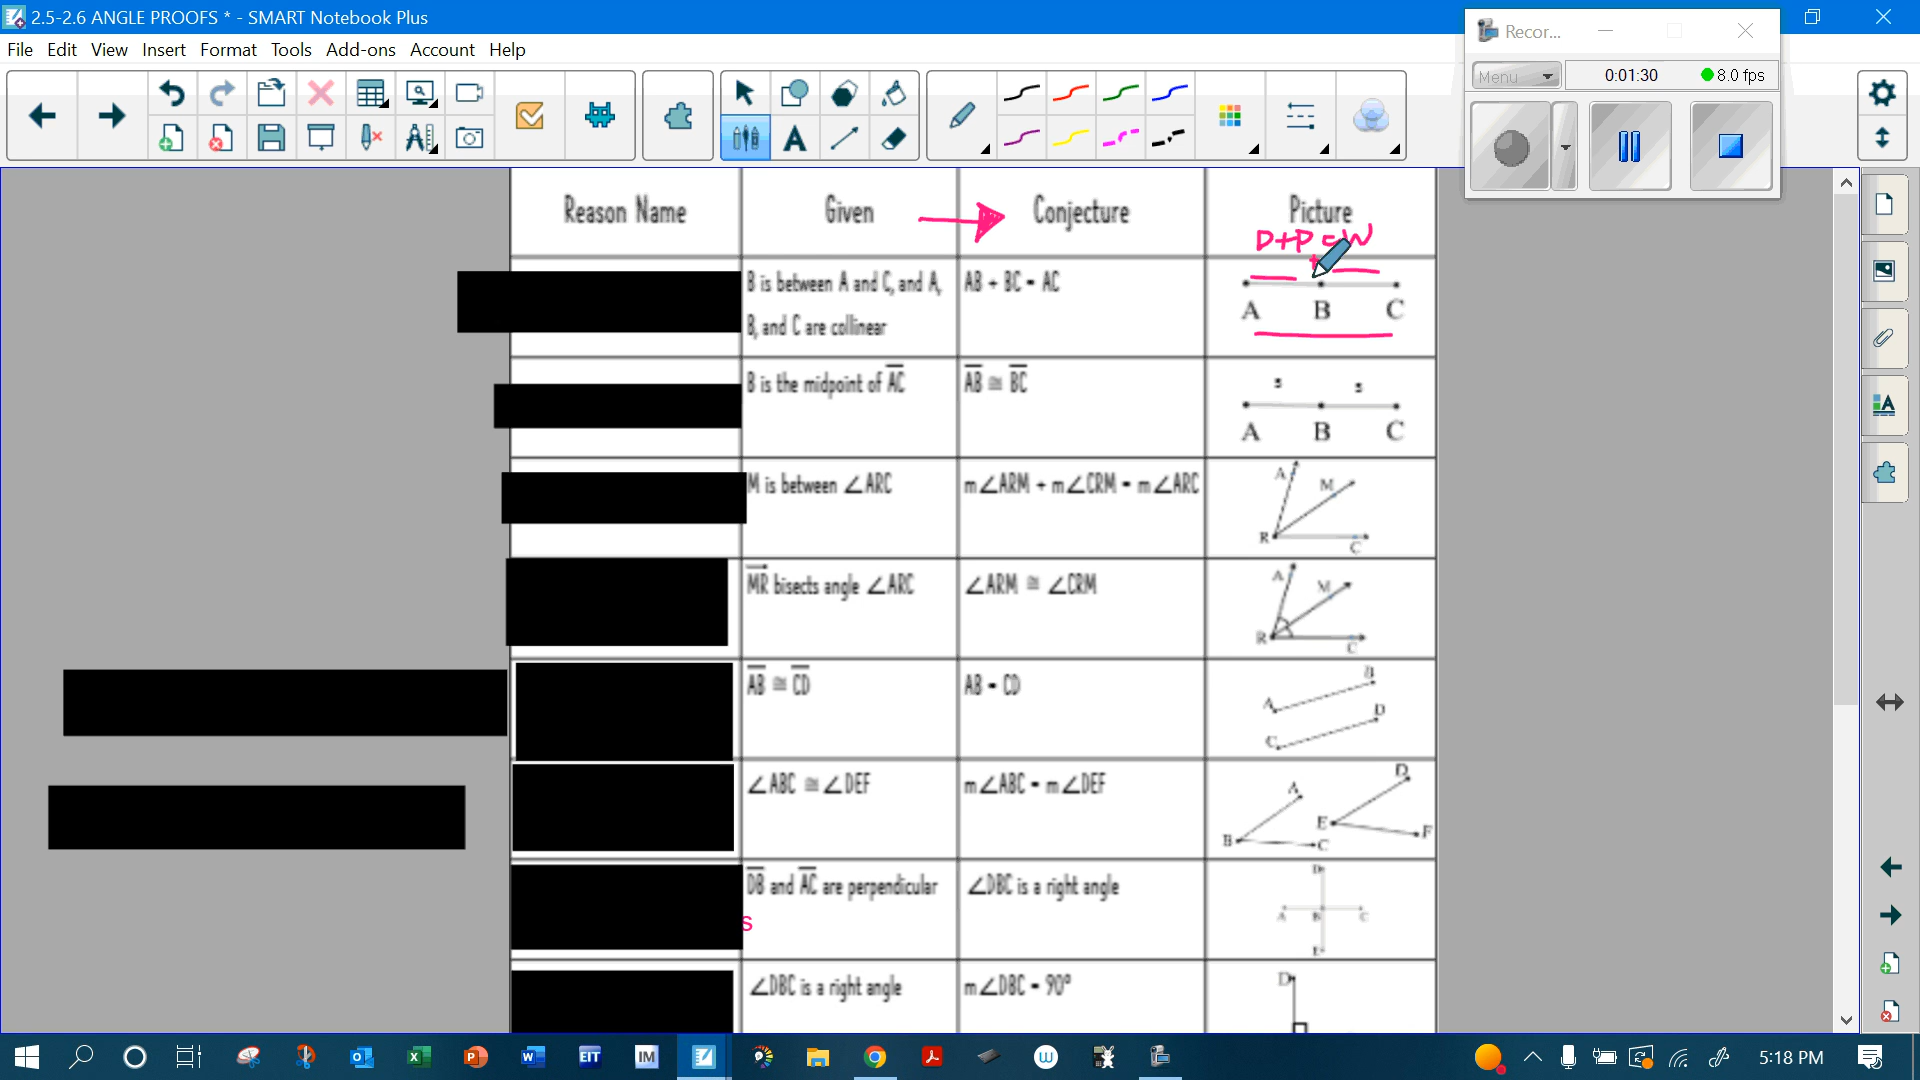 2.5-2.6 ANGLE PROOFS * - SMART Notebook Plus
File Edit View Insert Format Tools Add-ons Account Help
Recor...
Menu 0:01:30 8.0 fps
Reason Name Given Conjecture Picture
P+P=W
B is between A and C, and A, AB + BC = AC
B, and C are collinear
A B C
B is the midpoint of AC AB ≅ BC
s s
A B C
M is between ∠ARC m∠ARM + m∠CRM = m∠ARC
A M
R C
MR bisects angle ∠ARC ∠ARM ≅ ∠CRM
A M
R C
AB ≅ CD AB = CD
B
A D
C
∠ABC ≅ ∠DEF m∠ABC = m∠DEF
D
A
E F
B C
DB and AC are perpendicular ∠DBC is a right angle
D
A B C
s
E
∠DBC is a right angle m∠DBC = 90°
D
5:18 PM